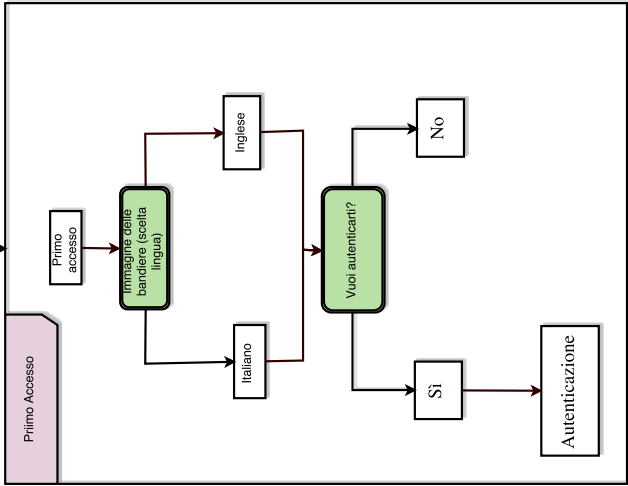 Priimo Accesso
Primo
accesso
Immagine delle
bandiere (scelta
lingua)
Italiano
Inglese
Vuoi autenticarti?
Sì
No
Autenticazione